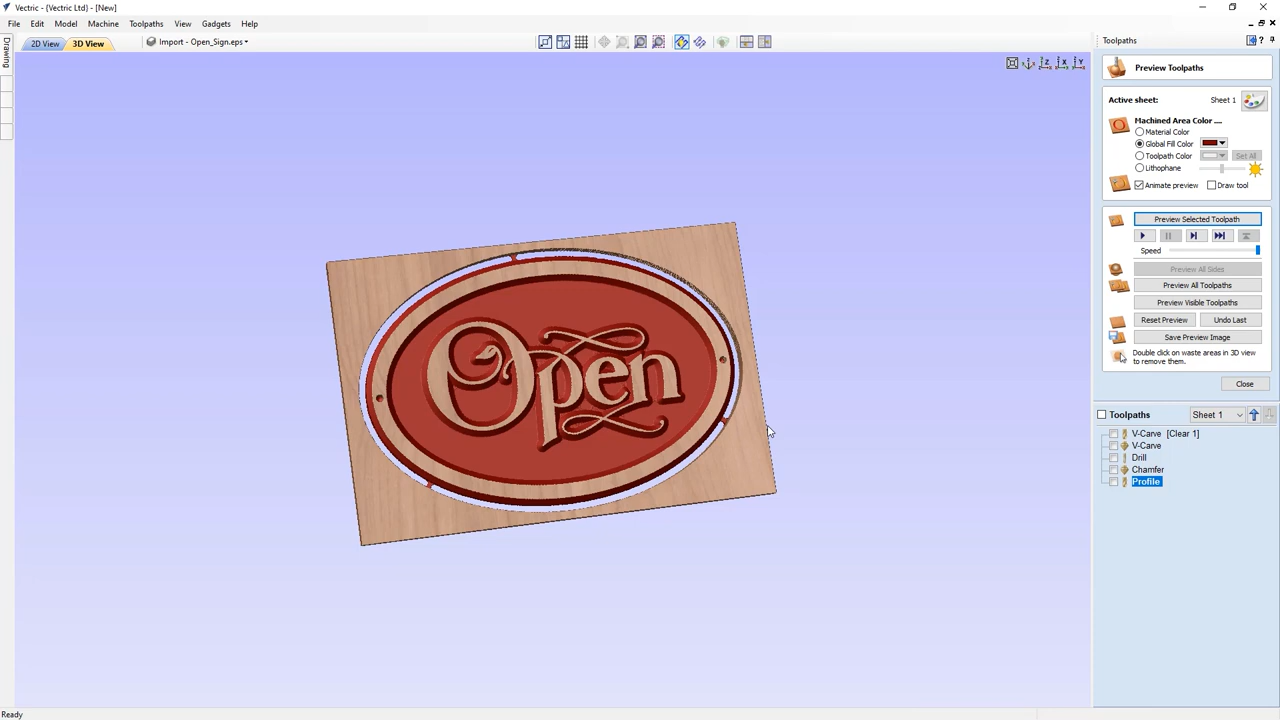 Vectric - {Vectric Ltd} - [New]
File Edit Model Machine Toolpaths View Gadgets Help
Drawing
2D View 3D View Import - Open_Sign.eps
Z X Y
Open
Toolpaths
Preview Toolpaths
Active sheet: Sheet 1
Machined Area Color ....
Material Color
Global Fill Color
Toolpath Color Set All
Lithophane
Animate preview Draw tool
Preview Selected Toolpath
Speed
Preview All Sides
Preview All Toolpaths
Preview Visible Toolpaths
Reset Preview Undo Last
Save Preview Image
Double click on waste areas in 3D view
to remove them.
Close
Toolpaths Sheet 1
V-Carve [Clear 1]
V-Carve
Drill
Chamfer
Profile
Ready